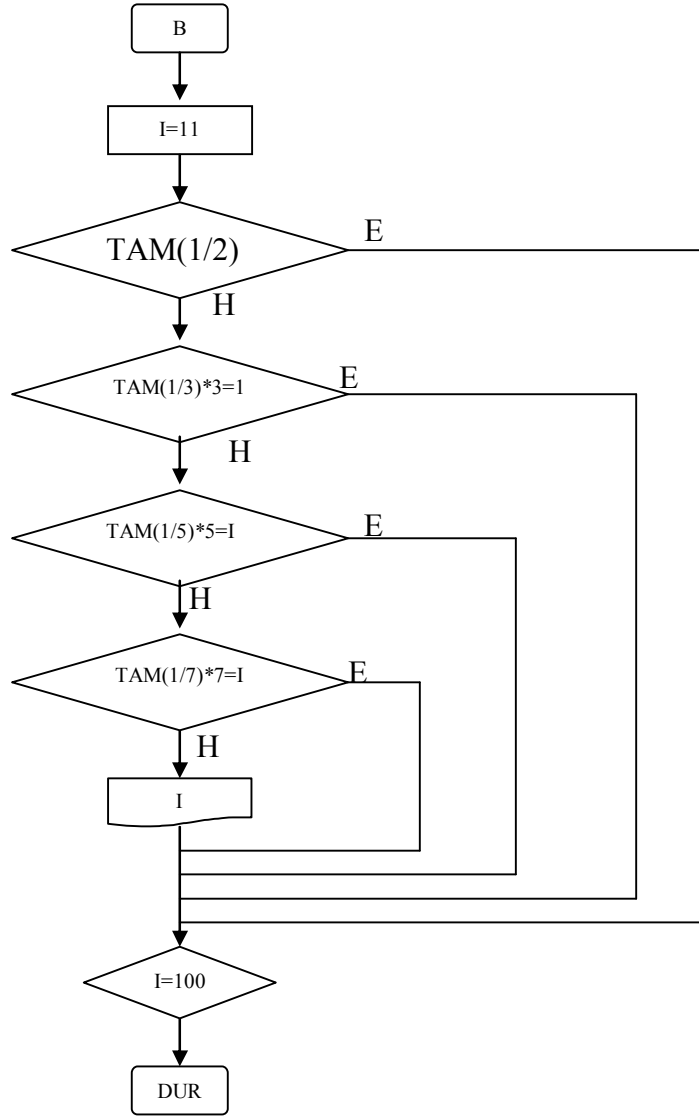 B
I=11
TAM(1/2)
E
H
TAM(1/3)*3=1
E
H
TAM(1/5)*5=I
E
H
TAM(1/7)*7=I
E
H
I
I=100
DUR